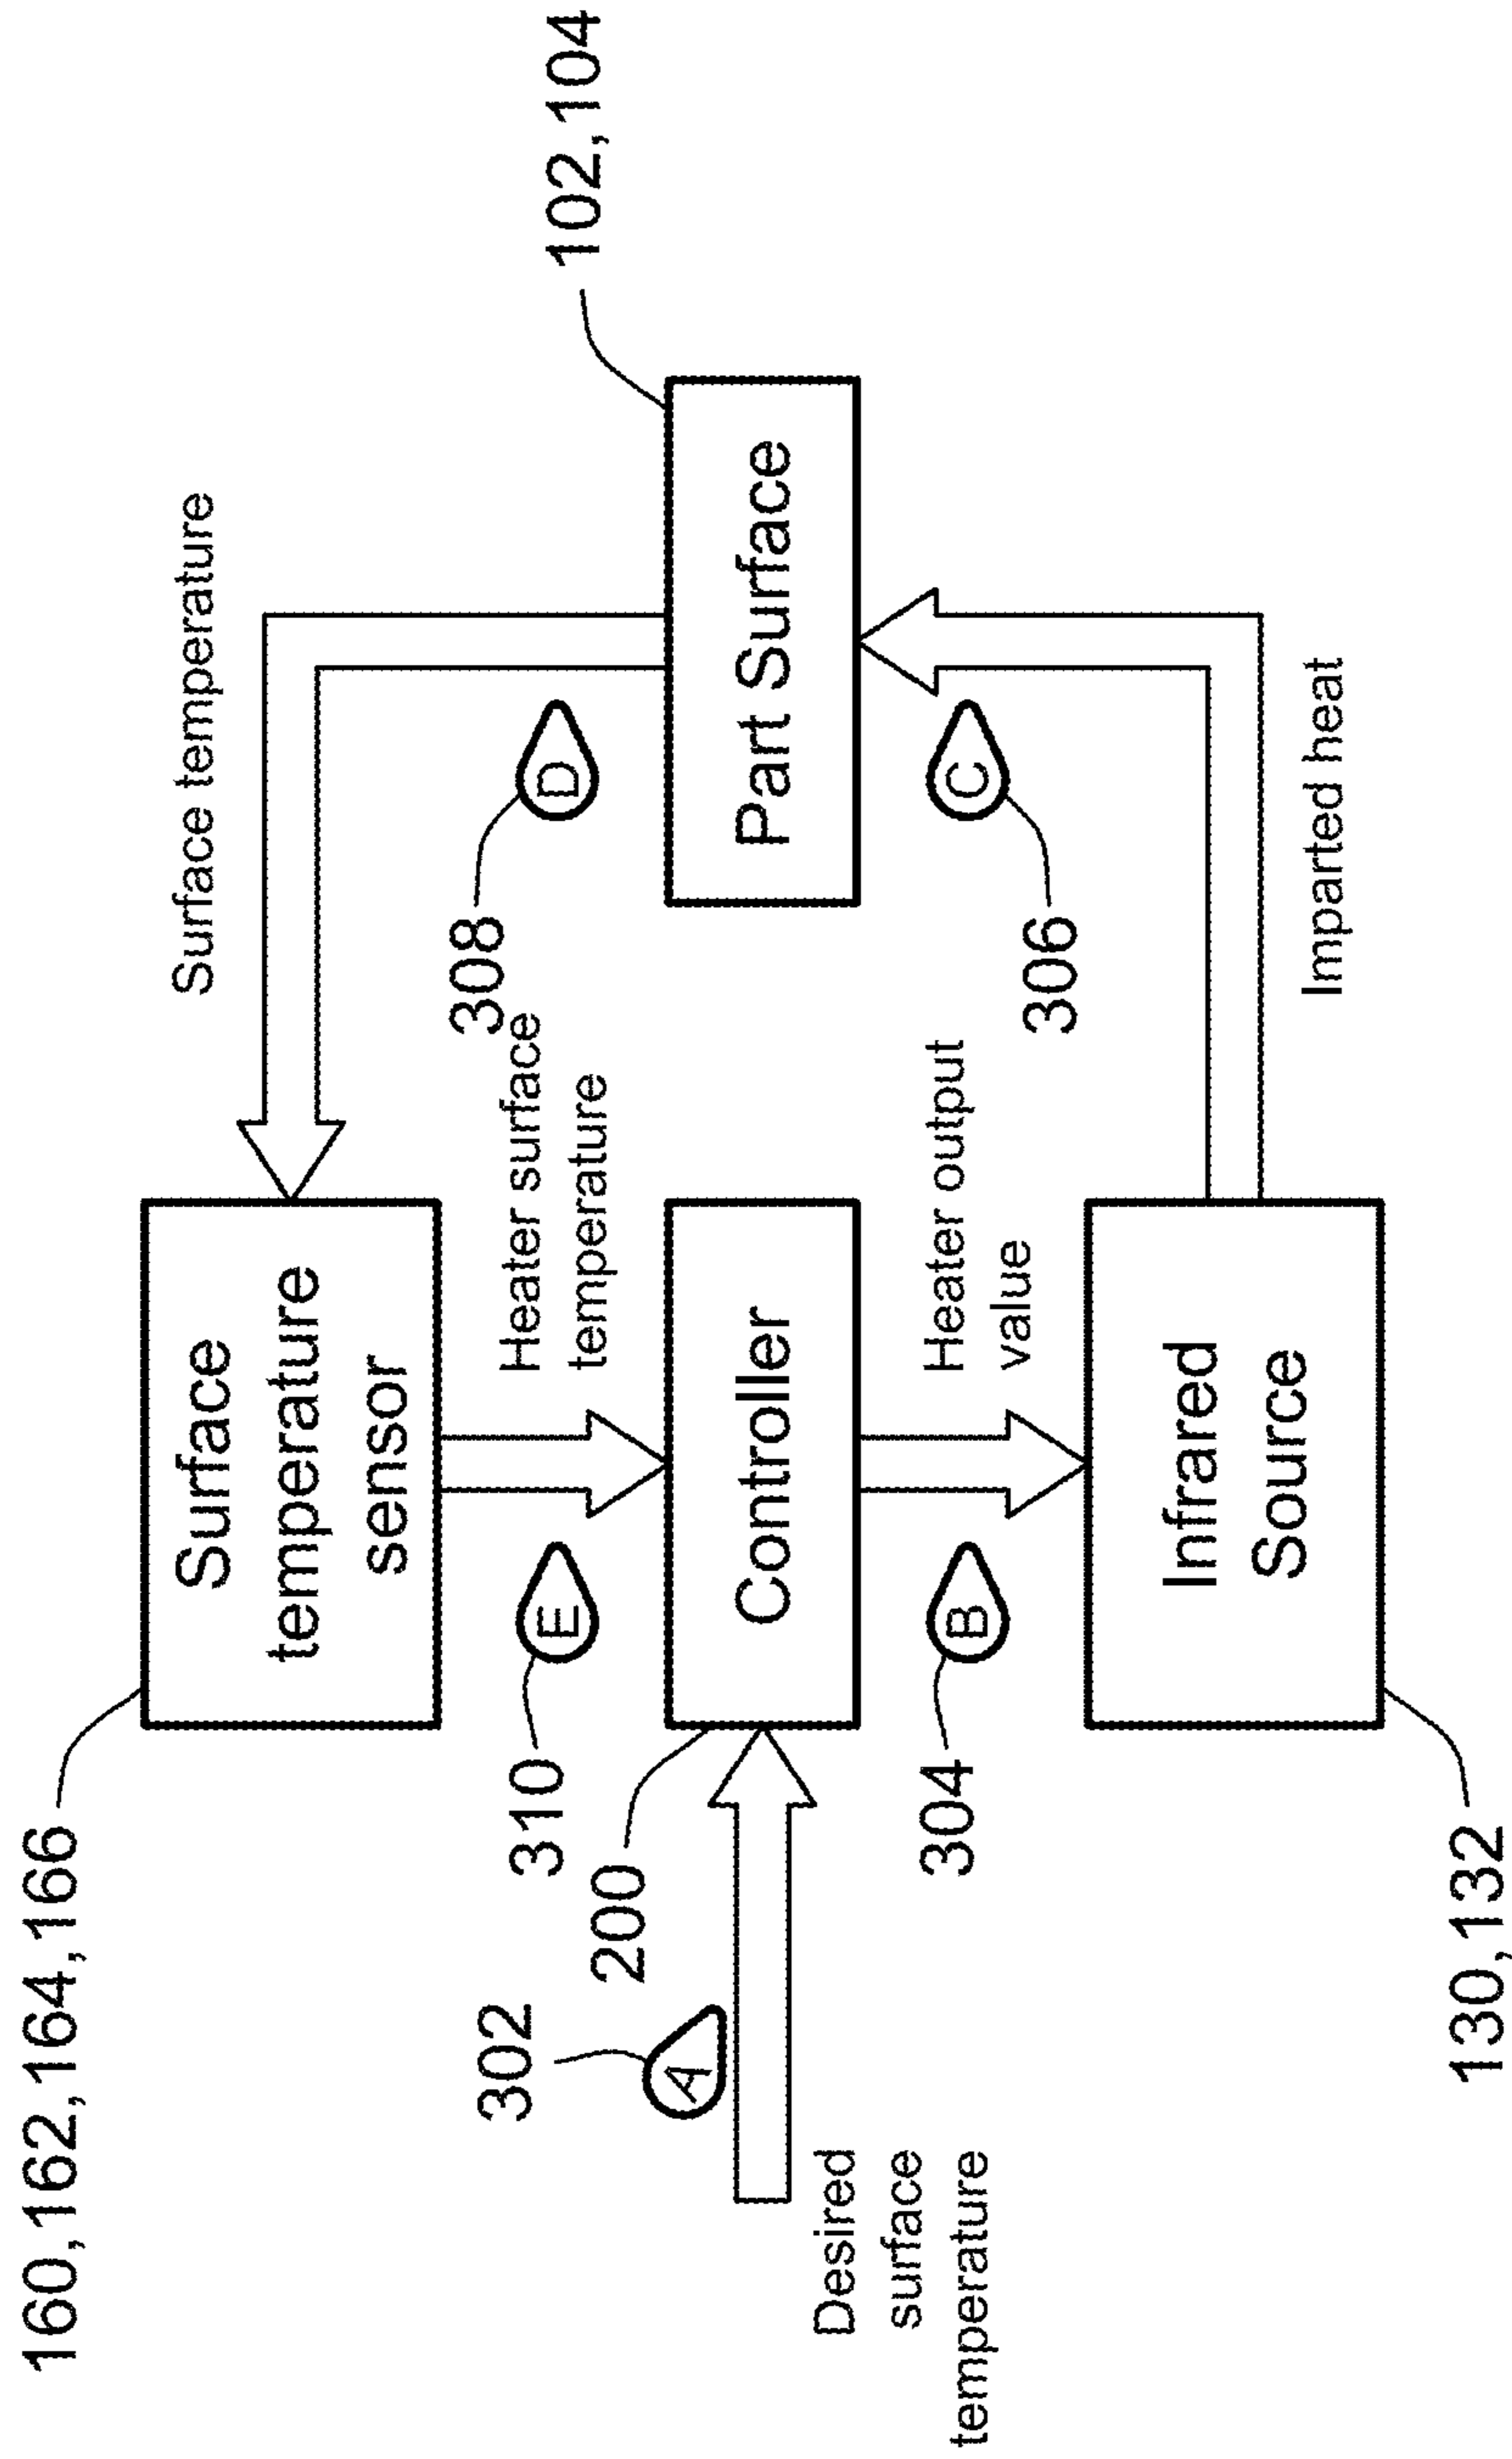 160,162,164,166
Surface
temperature
sensor
Surface temperature
310
E
Heater surface
temperature
308
D
102,104
302
A
200
Desired
surface
temperature
Controller
Part Surface
304
B
Heater output
value
306
C
Infrared
Source
Imparted heat
130,132